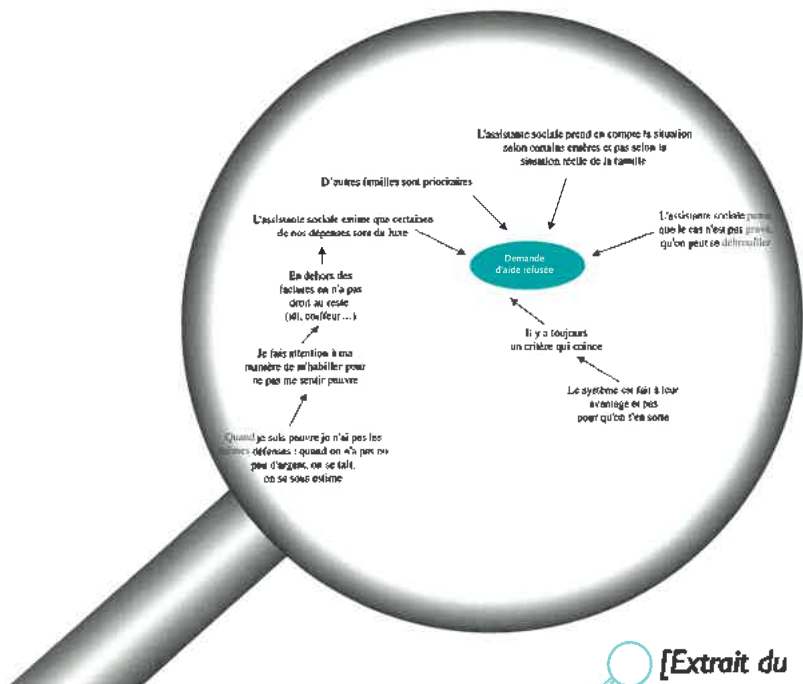 L'assistante sociale prend en compte la situation
selon certains critères et pas selon la
situation réelle de la famille
D'autres familles sont prioritaires
L'assistante sociale estime que certaines
de nos dépenses sont du luxe
L'assistante sociale pense
que le cas n'est pas grave,
qu'on peut se débrouiller
Demande
d'aide refusée
En dehors des
factures on n'a pas
droit au reste
coiffeur ...)
Il y a toujours
un critère qui coince
Je fais attention à ma
manière de m'habiller pour
ne pas me sentir pauvre
Le système est fait à leur
avantage et pas
pour qu'on s'en sorte
Quand je suis pauvre je n'ai pas les
mêmes défenses : quand on n'a pas
peu d'argent, on se tait,
on se sous estime
[Extrait du